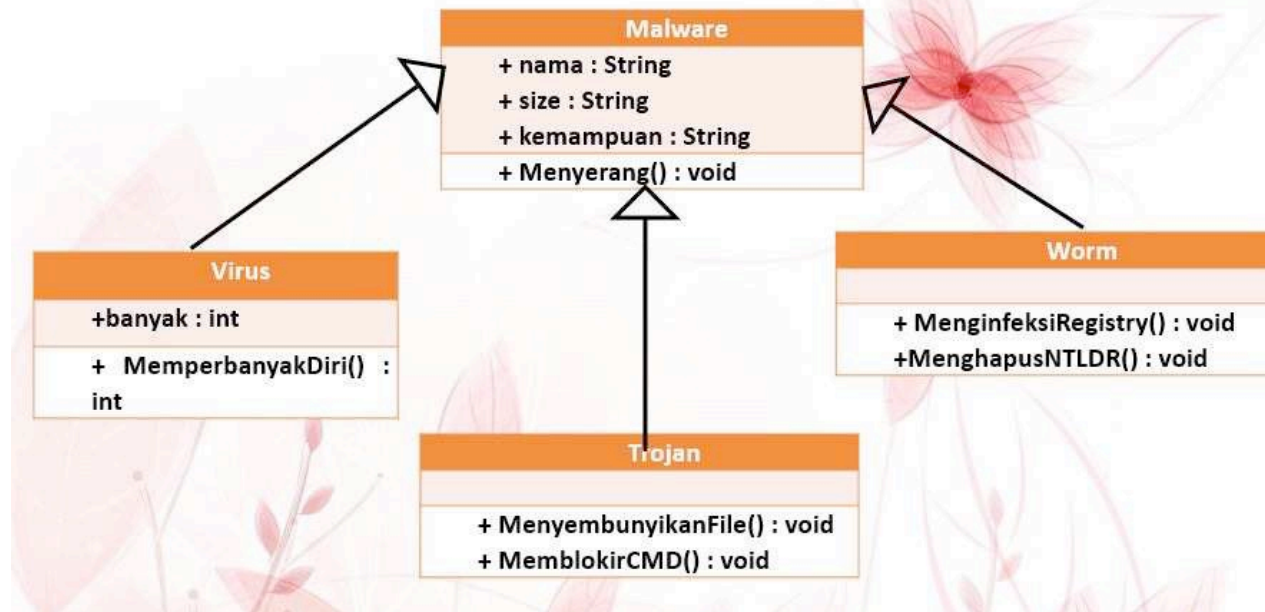 Malware
+ nama : String
+ size : String
+ kemampuan : String
+ Menyerang() : void
Virus
+banyak : int
+ MemperbanyakDiri() :
int
Worm
+ MenginfeksiRegistry() : void
+MenghapusNTLDR() : void
Trojan
+ MenyembunyikanFile() : void
+ MemblokirCMD() : void